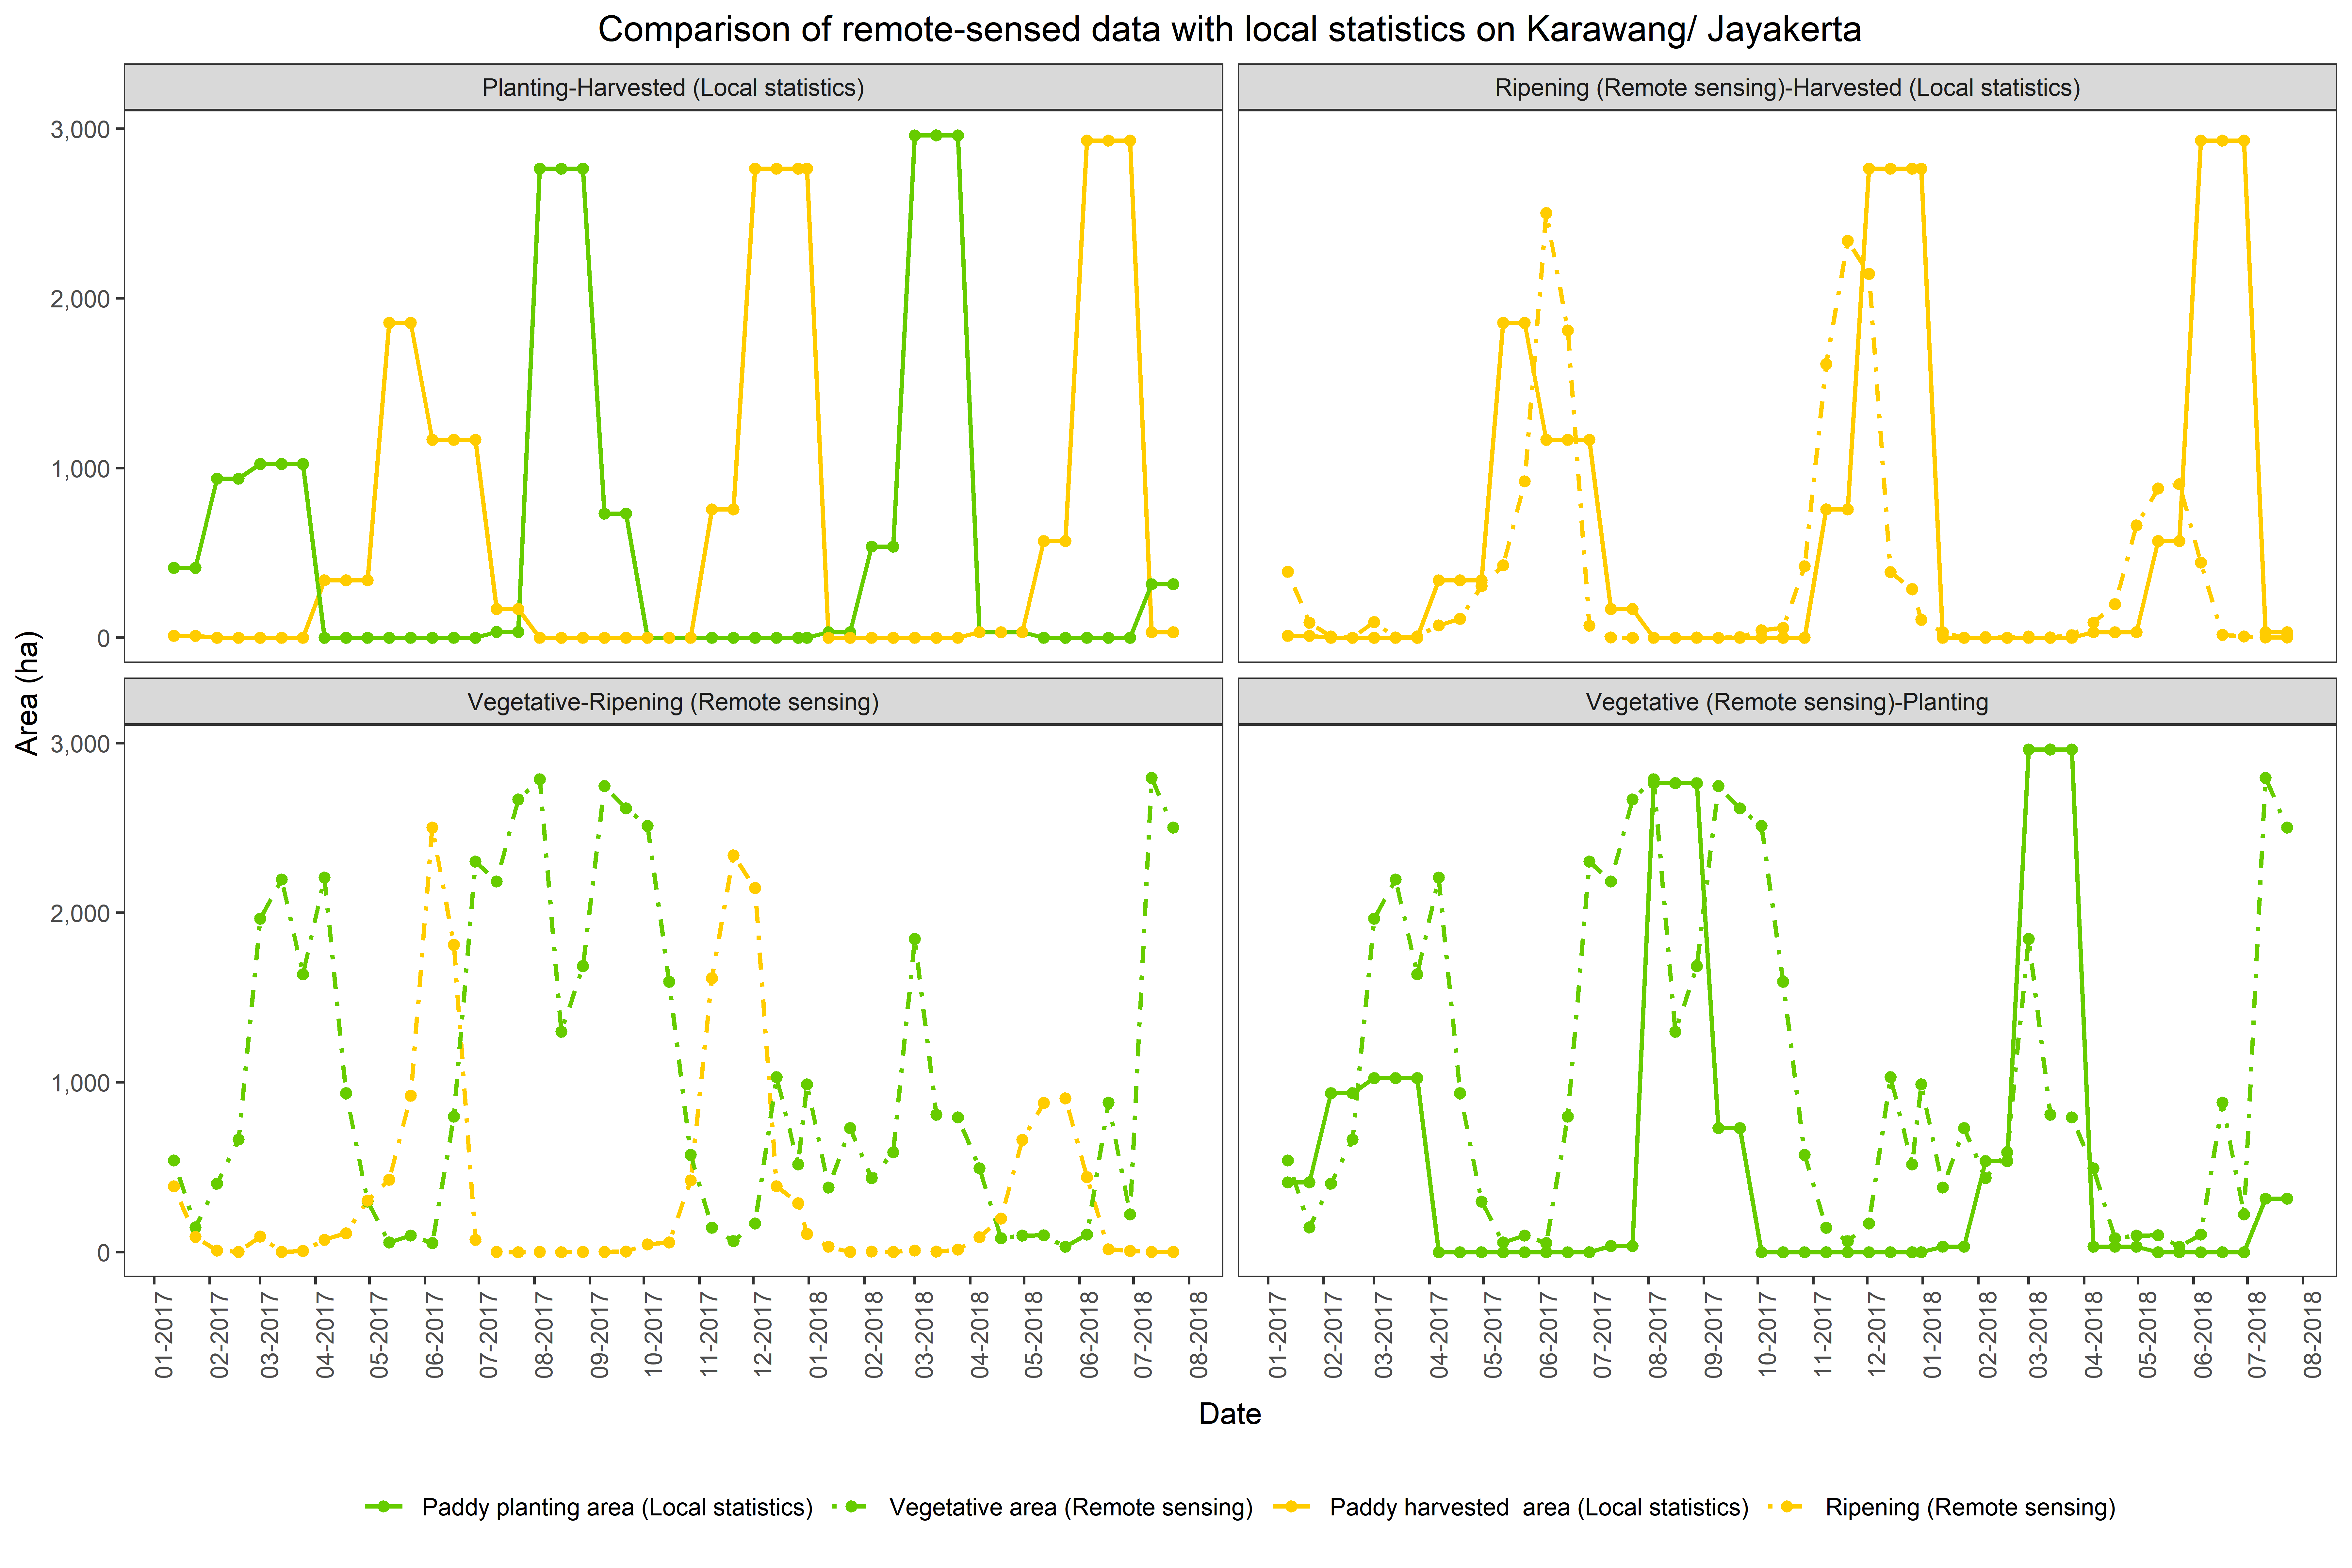 Comparison of remote-sensed data with local statistics on Karawang/ Jayakerta
Planting-Harvested (Local statistics)
Ripening (Remote sensing)-Harvested (Local statistics)
3,000
2,000
1,000
0
Vegetative-Ripening (Remote sensing)
Vegetative (Remote sensing)-Planting
Area (ha)
3,000
2,000
1,000
0
01-2017 02-2017 03-2017 04-2017 05-2017 06-2017 07-2017 08-2017 09-2017 10-2017 11-2017 12-2017 01-2018 02-2018 03-2018 04-2018 05-2018 06-2018 07-2018 08-2018
01-2017 02-2017 03-2017 04-2017 05-2017 06-2017 07-2017 08-2017 09-2017 10-2017 11-2017 12-2017 01-2018 02-2018 03-2018 04-2018 05-2018 06-2018 07-2018 08-2018
Date
Paddy planting area (Local statistics) Vegetative area (Remote sensing) Paddy harvested  area (Local statistics) Ripening (Remote sensing)